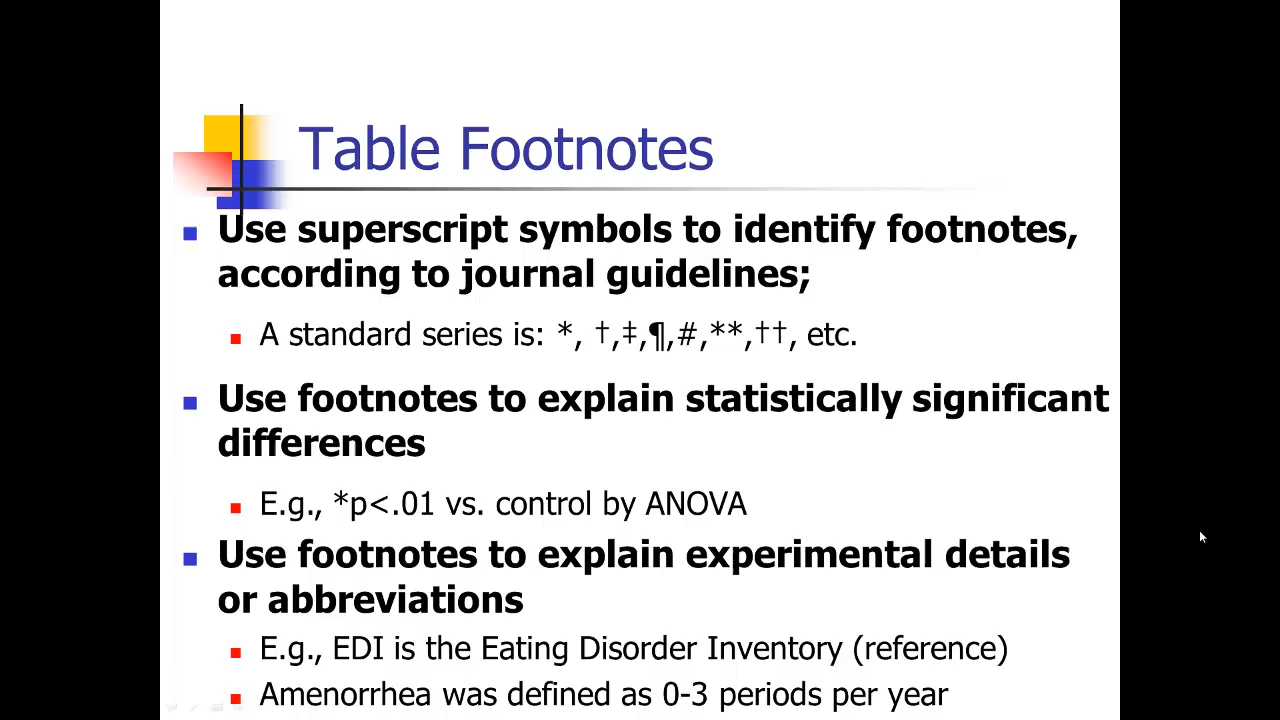 Table Footnotes
Use superscript symbols to identify footnotes,
according to journal guidelines;
A standard series is: *, †,‡,¶,#,**,††, etc.
Use footnotes to explain statistically significant
differences
E.g., *p<.01 vs. control by ANOVA
Use footnotes to explain experimental details
or abbreviations
E.g., EDI is the Eating Disorder Inventory (reference)
Amenorrhea was defined as 0-3 periods per year